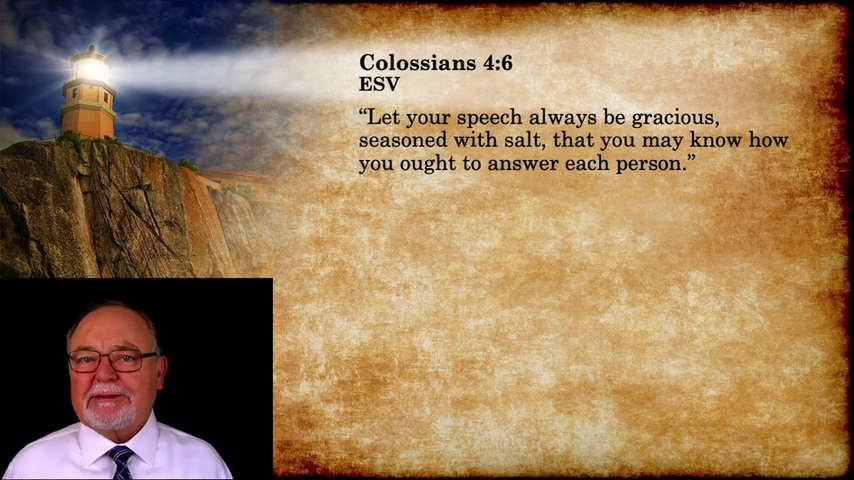 Colossians 4:6
ESV
“Let your speech always be gracious,
seasoned with salt, that you may know how
you ought to answer each person.”